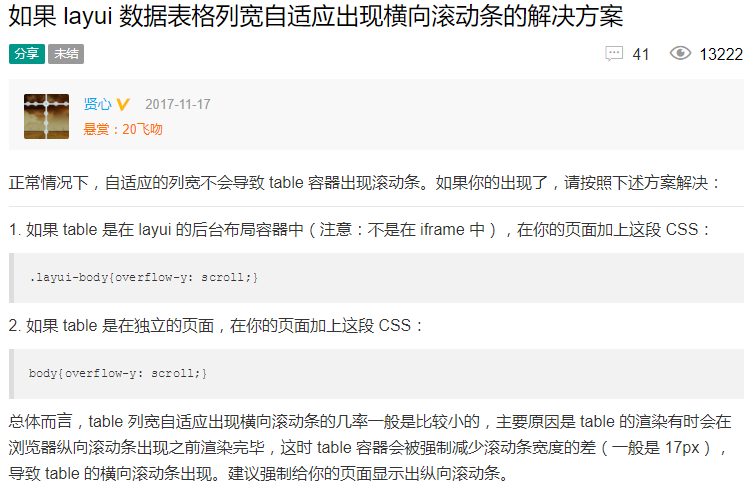 如果 layui 数据表格列宽自适应出现横向滚动条的解决方案
分享 未结 41 13222
贤心 2017-11-17
悬赏：20飞吻
正常情况下，自适应的列宽不会导致 table 容器出现滚动条。如果你的出现了，请按照下述方案解决：
1. 如果 table 是在 layui 的后台布局容器中（注意：不是在 iframe 中），在你的页面加上这段 CSS：
.layui-body{overflow-y: scroll;}
2. 如果 table 是在独立的页面，在你的页面加上这段 CSS：
body{overflow-y: scroll;}
总体而言，table 列宽自适应出现横向滚动条的几率一般是比较小的，主要原因是 table 的渲染有时会在
浏览器纵向滚动条出现之前渲染完毕，这时 table 容器会被强制减少滚动条宽度的差（一般是 17px），
导致 table 的横向滚动条出现。建议强制给你的页面显示出纵向滚动条。